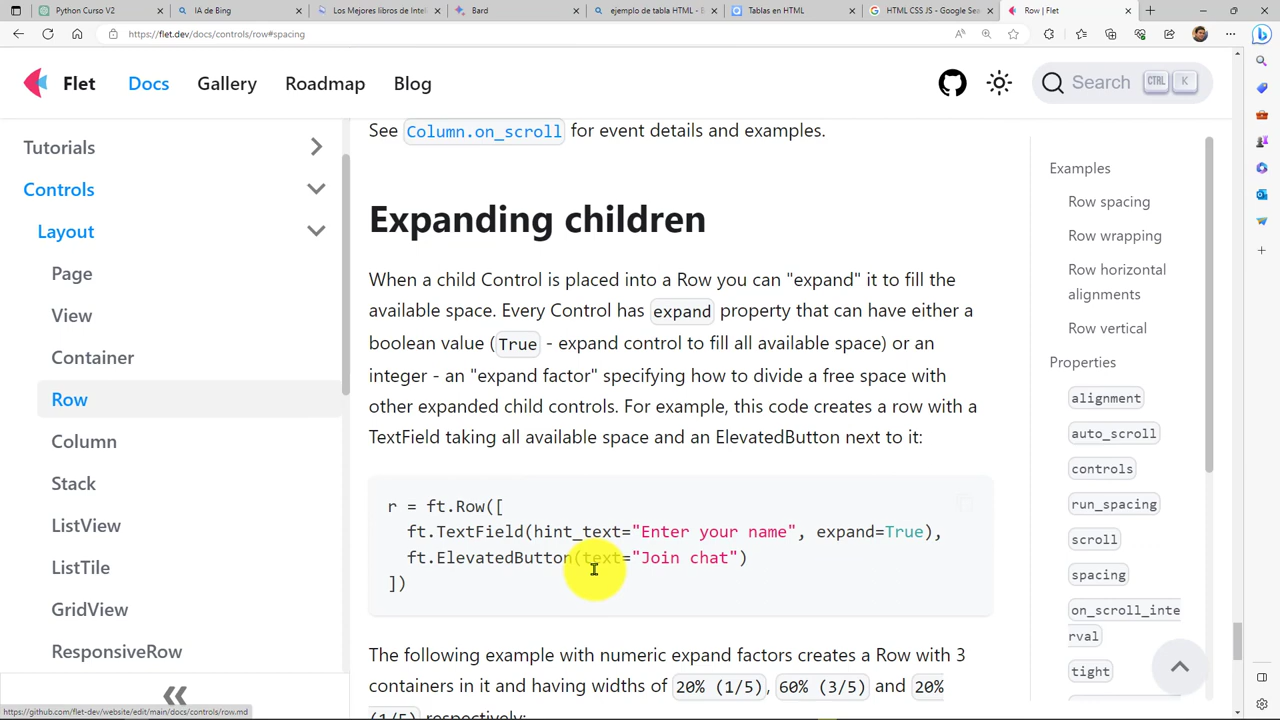 Python Curso V2
IA de Bing
Los Mejores libros de Intel
Bard
ejemplo de tabla HTML - B
Tablas en HTML
HTML CSS JS - Google Sea
Row | Flet
https://flet.dev/docs/controls/row#spacing
Flet
Docs
Gallery
Roadmap
Blog
Search
CTRL
K
Tutorials
Controls
Layout
Page
View
Container
Row
Column
Stack
ListView
ListTile
GridView
ResponsiveRow
https://github.com/flet-dev/website/edit/main/docs/controls/row.md
See Column.on_scroll for event details and examples.
Expanding children
When a child Control is placed into a Row you can "expand" it to fill the
available space. Every Control has expand property that can have either a
boolean value (True - expand control to fill all available space) or an
integer - an "expand factor" specifying how to divide a free space with
other expanded child controls. For example, this code creates a row with a
TextField taking all available space and an ElevatedButton next to it:
r = ft.Row([
ft.TextField(hint_text="Enter your name", expand=True),
ft.ElevatedButton(text="Join chat")
])
The following example with numeric expand factors creates a Row with 3
containers in it and having widths of 20% (1/5), 60% (3/5) and 20%
(1/5) respectively:
Examples
Row spacing
Row wrapping
Row horizontal
alignments
Row vertical
Properties
alignment
auto_scroll
controls
run_spacing
scroll
spacing
on_scroll_inte
rval
tight